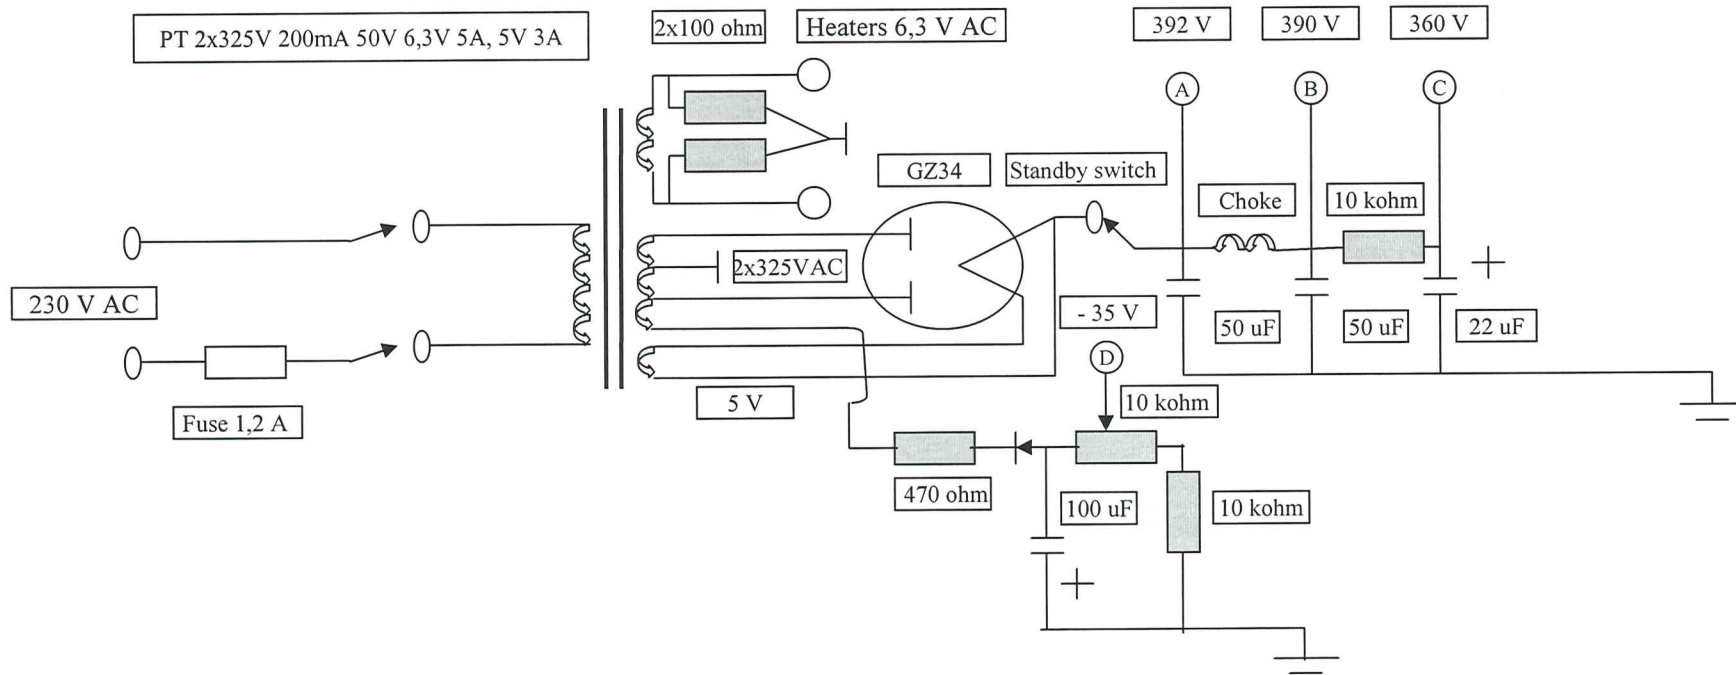 PT 2x325V 200mA 50V 6,3V 5A, 5V 3A
2x100 ohm
Heaters 6,3 V AC
392 V
390 V
360 V
A
B
C
GZ34
Standby switch
Choke
10 kohm
2x325VAC
230 V AC
- 35 V
50 uF
50 uF
22 uF
D
5 V
10 kohm
Fuse 1,2 A
470 ohm
100 uF
10 kohm